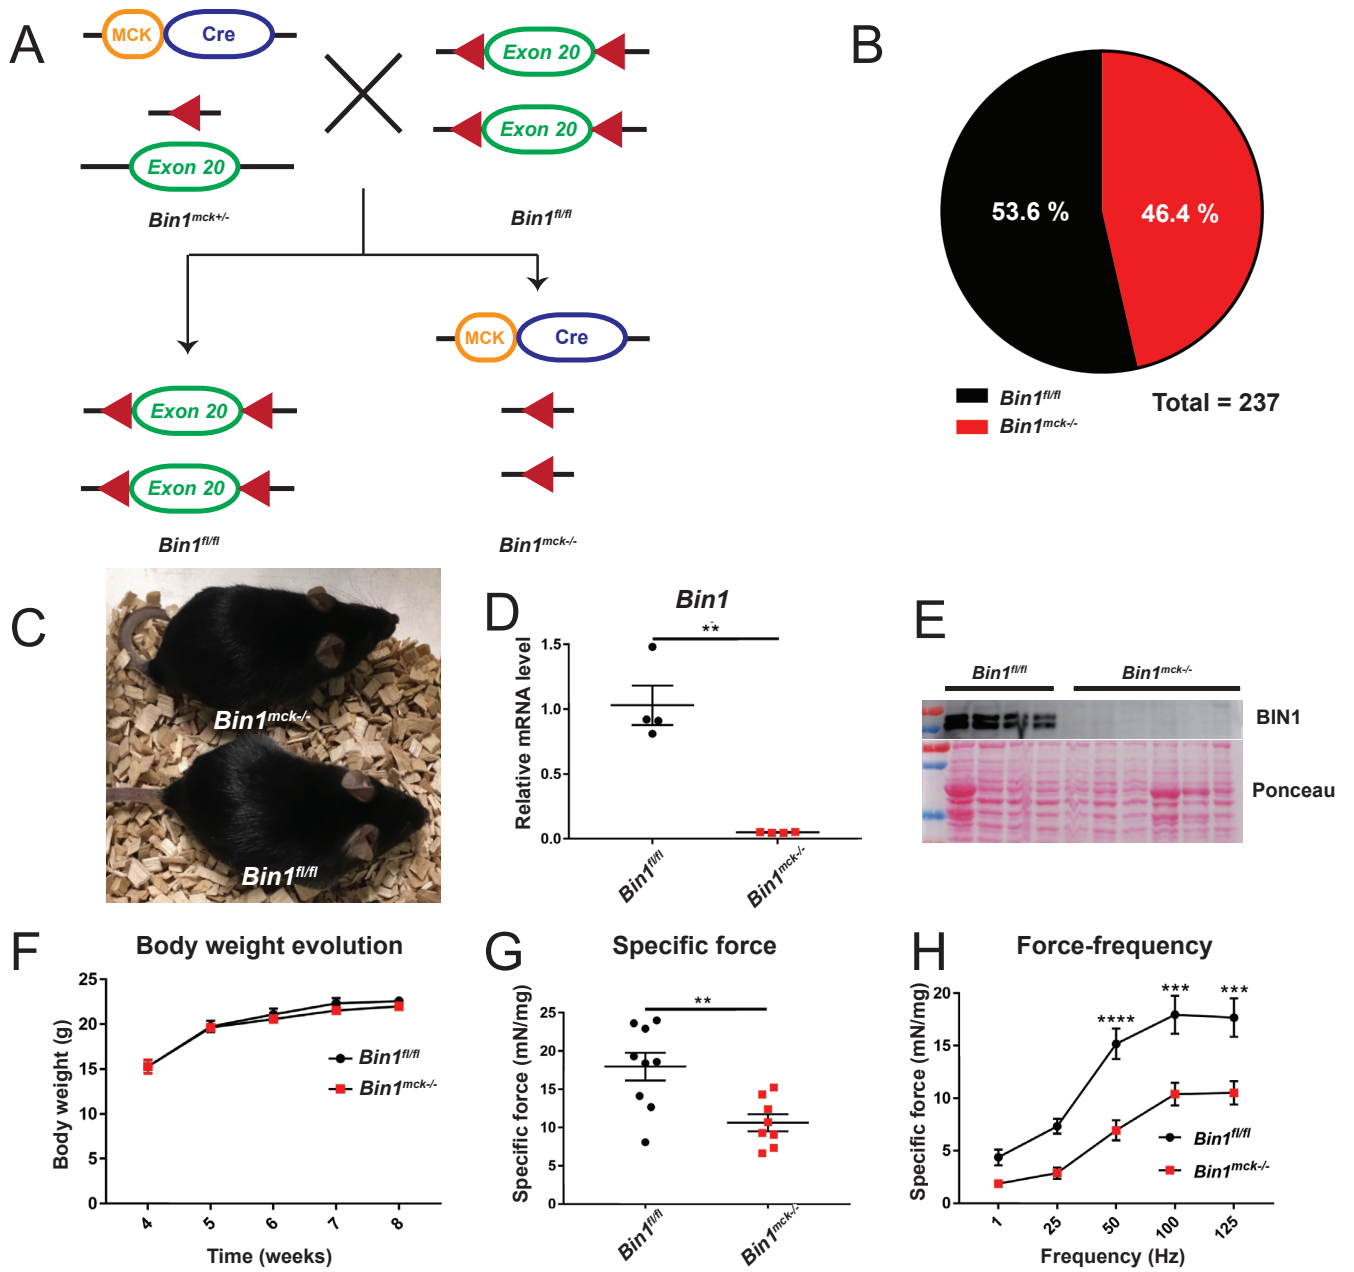 A
MCK Cre
Exon 20
Exon 20
Exon 20
Bin1mck+/-
Bin1fl/fl
MCK Cre
Exon 20
Exon 20
Bin1fl/fl
Bin1mck-/-
B
53.6 %
46.4 %
Bin1fl/fl
Bin1mck-/-
Total = 237
C
Bin1mck-/-
Bin1fl/fl
D
Bin1
**
Relative mRNA level
1.5
1.0
0.5
0.0
Bin1fl/fl
Bin1mck-/-
E
Bin1fl/fl
Bin1mck-/-
BIN1
Ponceau
F
Body weight evolution
Body weight (g)
25
20
15
10
5
0
Bin1fl/fl
Bin1mck-/-
4 5 6 7 8
Time (weeks)
G
Specific force
**
Specific force (mN/mg)
25
20
15
10
5
0
Bin1fl/fl
Bin1mck-/-
H
Force-frequency
Specific force (mN/mg)
20
15
10
5
0
**** *** ***
Bin1fl/fl
Bin1mck-/-
1 25 50 100 125
Frequency (Hz)